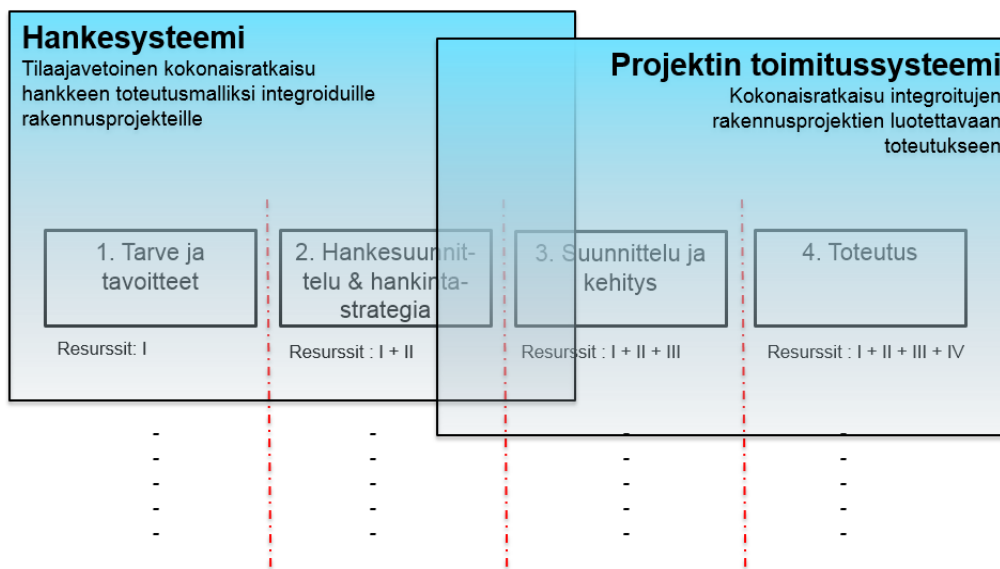 Hankesysteemi
Tilaajavetoinen kokonaisratkaisu
hankkeen toteutusmalliksi integroiduille
rakennusprojekteille
Projektin toimitussysteemi
Kokonaisratkaisu integroitujen
rakennusprojektien luotettavaan
toteutukseen
1. Tarve ja
tavoitteet
Resurssit: I
2. Hankesuunnit-
telu & hankinta-
strategia
Resurssit : I + II
3. Suunnittelu ja
kehitys
Resurssit : I + II + III
4. Toteutus
Resurssit : I + II + III + IV
- - - -
- - - -
- - - -
- - - -
- - - -